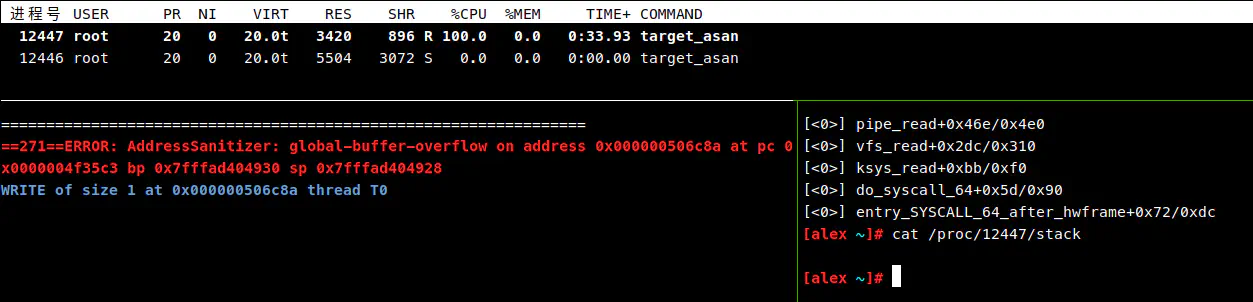 进程号 USER PR NI VIRT RES SHR %CPU %MEM TIME+ COMMAND
12447 root 20 0 20.0t 3420 896 R 100.0 0.0 0:33.93 target_asan
12446 root 20 0 20.0t 5504 3072 S 0.0 0.0 0:00.00 target_asan
=================================================================
==271==ERROR: AddressSanitizer: global-buffer-overflow on address 0x000000506c8a at pc 0
x0000004f35c3 bp 0x7fffad404930 sp 0x7fffad404928
WRITE of size 1 at 0x000000506c8a thread T0
[<0>] pipe_read+0x46e/0x4e0
[<0>] vfs_read+0x2dc/0x310
[<0>] ksys_read+0xbb/0xf0
[<0>] do_syscall_64+0x5d/0x90
[<0>] entry_SYSCALL_64_after_hwframe+0x72/0xdc
[alex ~]# cat /proc/12447/stack
[alex ~]#